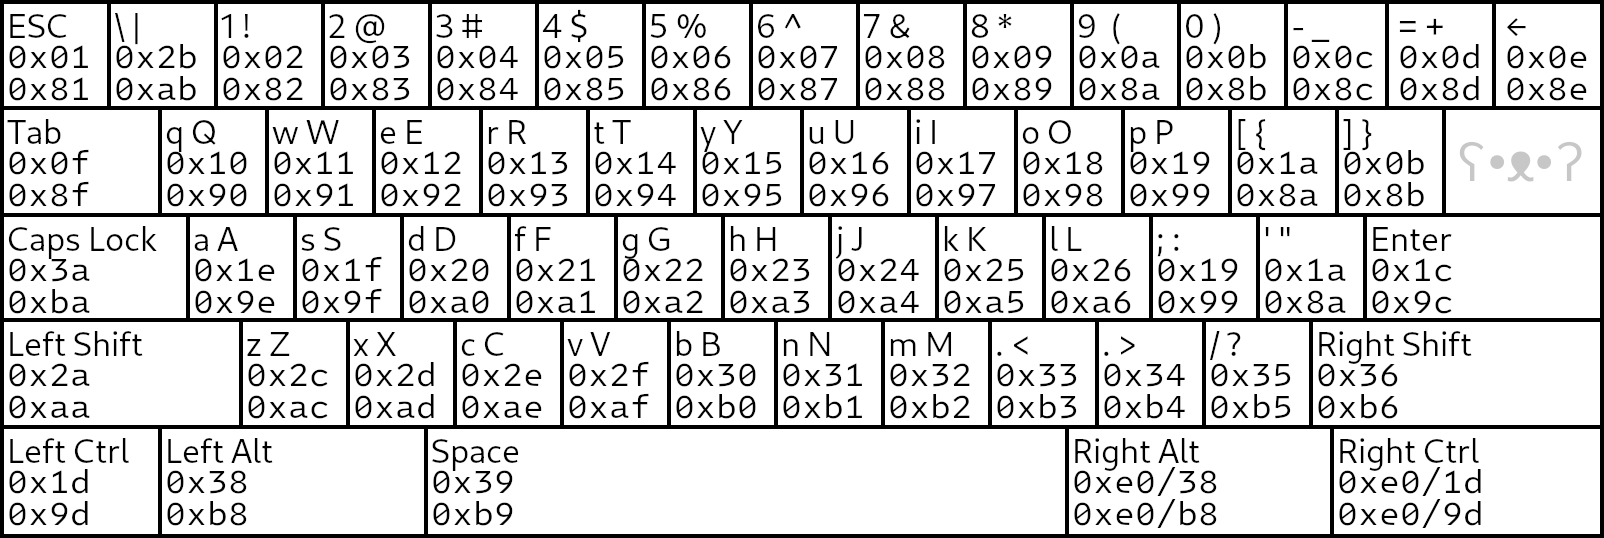 ESC \| 1! 2 @ 3 # 4 $ 5 % 6 ^ 7 & 8 * 9 ( 0 ) - _ = + ←
0x01 0x2b 0x02 0x03 0x04 0x05 0x06 0x07 0x08 0x09 0x0a 0x0b 0x0c 0x0d 0x0e
0x81 0xab 0x82 0x83 0x84 0x85 0x86 0x87 0x88 0x89 0x8a 0x8b 0x8c 0x8d 0x8e
Tab q Q w W e E r R t T y Y u U i I o O p P [ { ] } ʕ•ᴥ•ʔ
0x0f 0x10 0x11 0x12 0x13 0x14 0x15 0x16 0x17 0x18 0x19 0x1a 0x0b
0x8f 0x90 0x91 0x92 0x93 0x94 0x95 0x96 0x97 0x98 0x99 0x8a 0x8b
Caps Lock a A s S d D f F g G h H j J k K l L ; : ' " Enter
0x3a 0x1e 0x1f 0x20 0x21 0x22 0x23 0x24 0x25 0x26 0x19 0x1a 0x1c
0xba 0x9e 0x9f 0xa0 0xa1 0xa2 0xa3 0xa4 0xa5 0xa6 0x99 0x8a 0x9c
Left Shift z Z x X c C v V b B n N m M . < . > / ? Right Shift
0x2a 0x2c 0x2d 0x2e 0x2f 0x30 0x31 0x32 0x33 0x34 0x35 0x36
0xaa 0xac 0xad 0xae 0xaf 0xb0 0xb1 0xb2 0xb3 0xb4 0xb5 0xb6
Left Ctrl Left Alt Space Right Alt Right Ctrl
0x1d 0x38 0x39 0xe0/38 0xe0/1d
0x9d 0xb8 0xb9 0xe0/b8 0xe0/9d